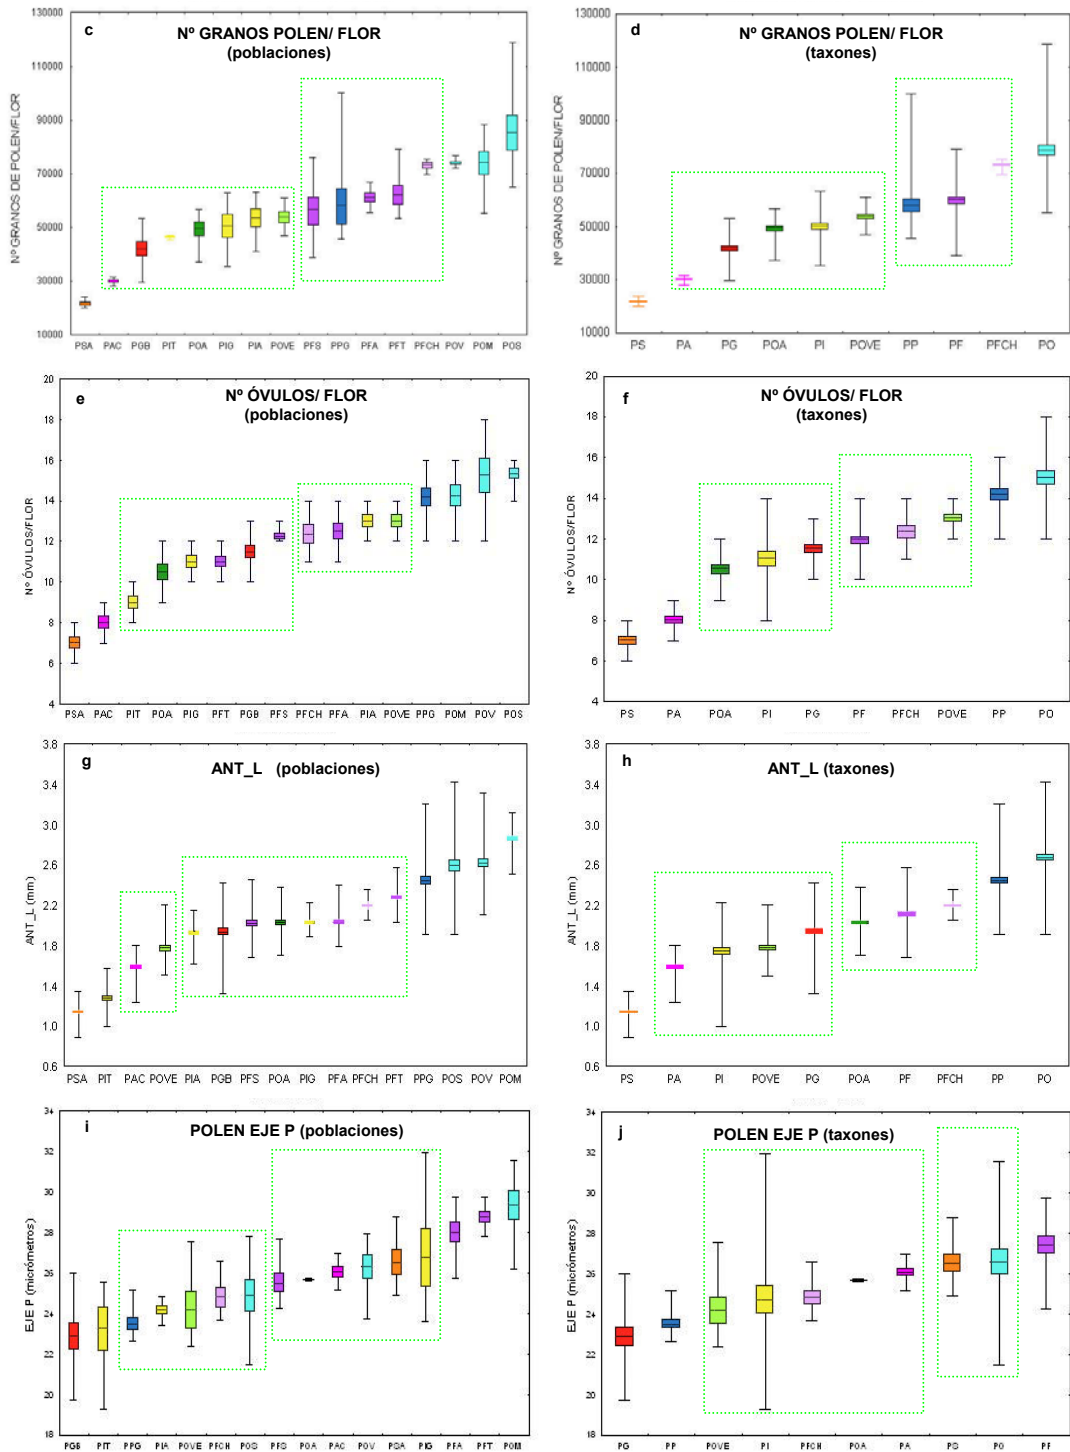 c
Nº GRANOS POLEN/ FLOR
(poblaciones)
Nº GRANOS DE POLEN/FLOR
130000
110000
90000
70000
50000
30000
10000
PSA PAC PGB PIT POA PIG PIA POVE PFS PPG PFA PFT PFCH POV POM POS
d
Nº GRANOS POLEN/ FLOR
(taxones)
Nº GRANOS DE POLEN/FLOR
130000
110000
90000
70000
50000
30000
10000
PS PA PG POA PI POVE PP PF PFCH PO
e
Nº ÓVULOS/ FLOR
(poblaciones)
Nº ÓVULOS/FLOR
20
18
16
14
12
10
8
6
4
PSA PAC PIT POA PIG PFT PGB PFS PFCH PFA PIA POVE PPG POM POV POS
f
Nº ÓVULOS/ FLOR
(taxones)
Nº ÓVULOS/FLOR
20
18
16
14
12
10
8
6
4
PS PA POA PI PG PF PFCH POVE PP PO
g
ANT_L (poblaciones)
ANT_L (mm)
3.8
3.4
3.0
2.6
2.2
1.8
1.4
1.0
0.6
PSA PIT PAC POVE PIA PGB PFS POA PIG PFA PFCH PFT PPG POS POV POM
h
ANT_L (taxones)
ANT_L (mm)
3.8
3.4
3.0
2.6
2.2
1.8
1.4
1.0
0.6
PS PA PI POVE PG POA PF PFCH PP PO
i
POLEN EJE P (poblaciones)
EJE P (micrómetros)
34
32
30
28
26
24
22
20
18
PGB PIT PPG PIA POVE PFCH POS PFS POA PAC POV PSA PIG PFA PFT POM
j
POLEN EJE P (taxones)
EJE P (micrómetros)
34
32
30
28
26
24
22
20
18
PG PP POVE PI PFCH POA PA PS PO PF